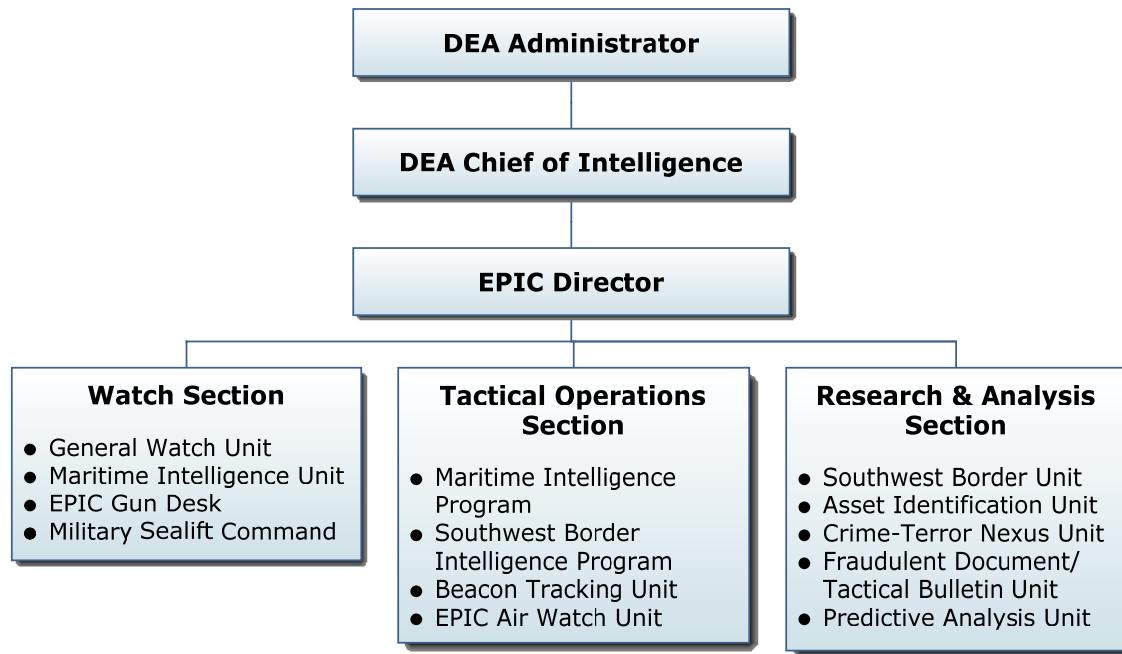 DEA Administrator
DEA Chief of Intelligence
EPIC Director
Watch Section
● General Watch Unit
● Maritime Intelligence Unit
● EPIC Gun Desk
● Military Sealift Command
Tactical Operations
Section
● Maritime Intelligence
Program
● Southwest Border
Intelligence Program
● Beacon Tracking Unit
● EPIC Air Watch Unit
Research & Analysis
Section
● Southwest Border Unit
● Asset Identification Unit
● Crime-Terror Nexus Unit
● Fraudulent Document/
Tactical Bulletin Unit
● Predictive Analysis Unit